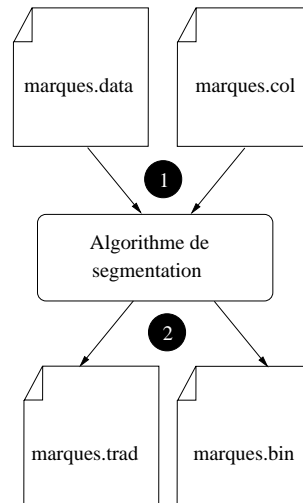 marques.data
marques.col
1
Algorithme de
segmentation
2
marques.trad
marques.bin